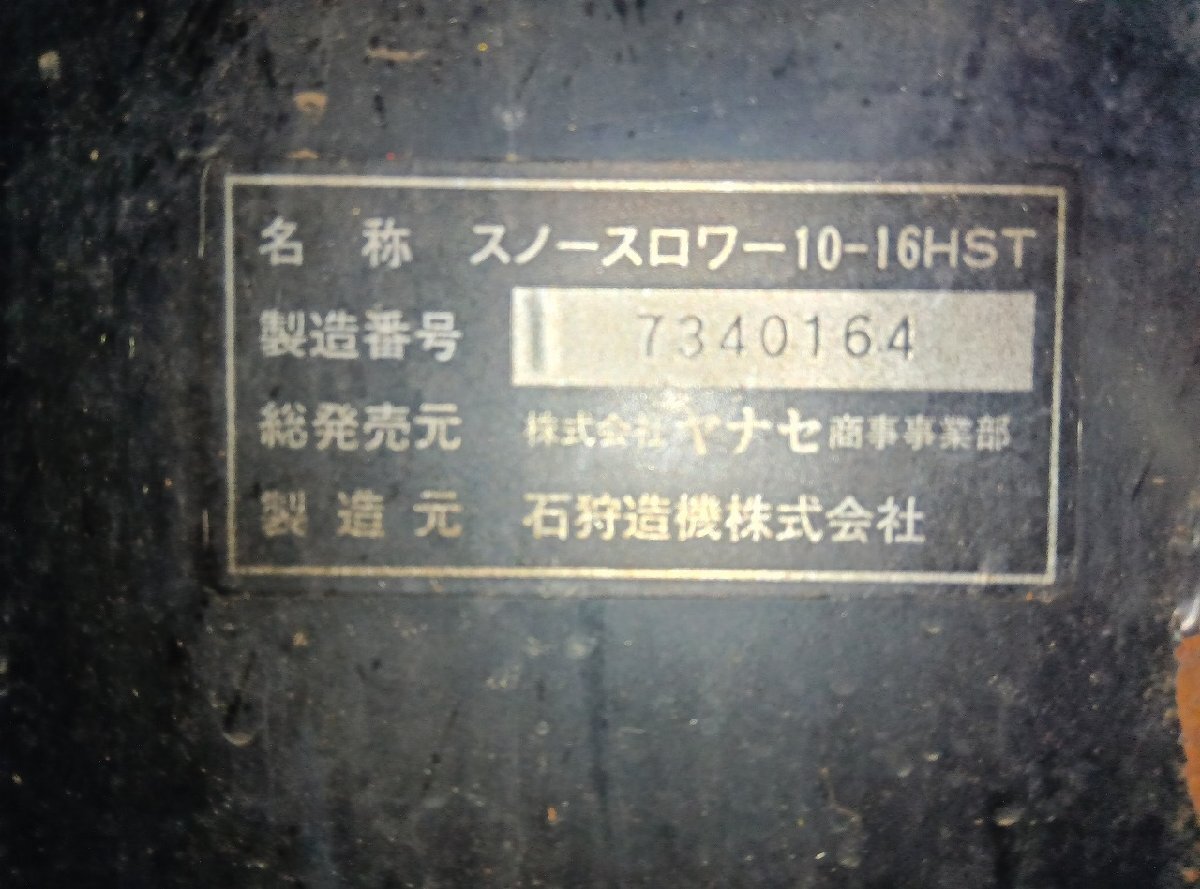 名称 スノースロワー10-16HST
製造番号 7340164
総発売元 株式会社ヤナセ商事事業部
製造元 石狩造機株式会社